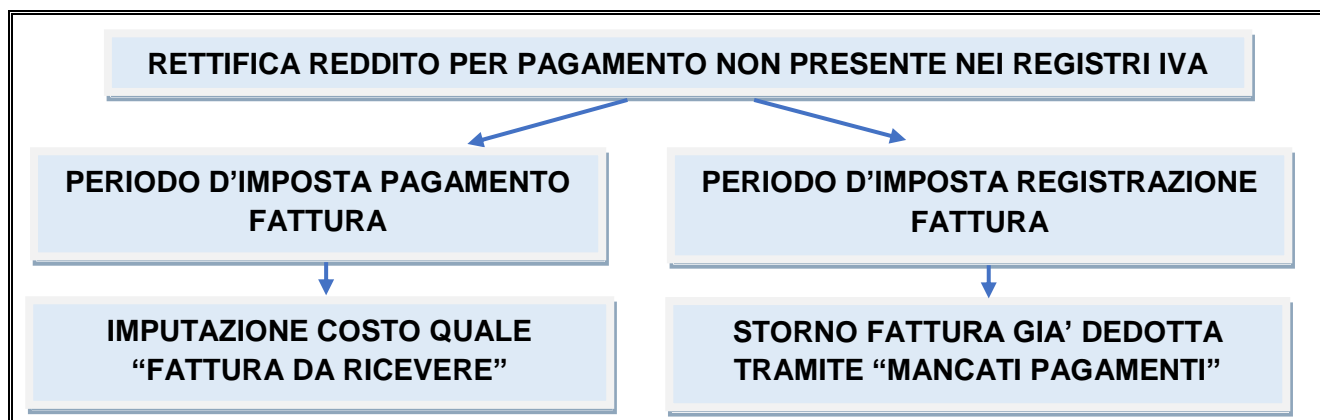 RETTIFICA REDDITO PER PAGAMENTO NON PRESENTE NEI REGISTRI IVA
PERIODO D’IMPOSTA PAGAMENTO
FATTURA
PERIODO D’IMPOSTA REGISTRAZIONE
FATTURA
IMPUTAZIONE COSTO QUALE
“FATTURA DA RICEVERE”
STORNO FATTURA GIA’ DEDOTTA
TRAMITE “MANCATI PAGAMENTI”